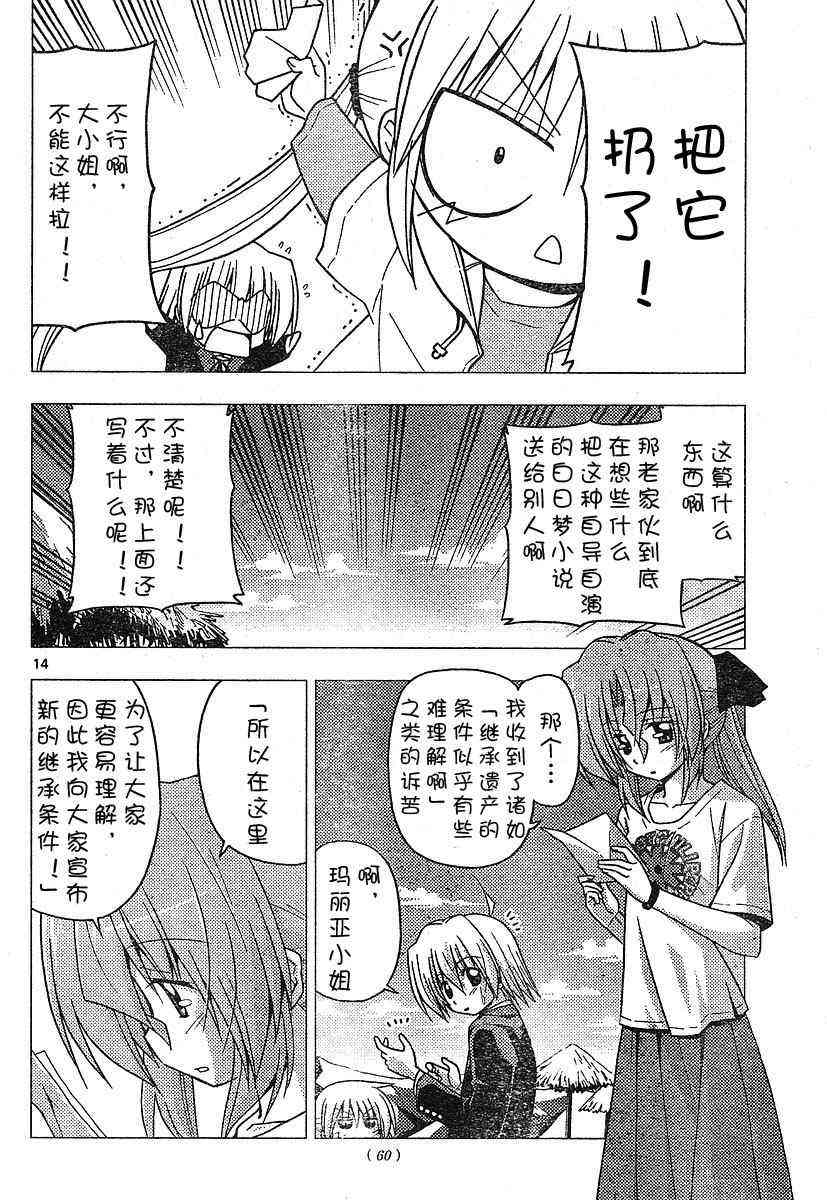 把它
扔了！
不行啊，
大小姐，
不能这样拉！！
这算什么
东西啊
那老家伙到底
在想些什么
把这种自导自演
的白日梦小说
送给别人啊
不清楚呢！！
不过，那上面还
写着什么呢！！
14
那个…
我收到了诸如
「继承遗产的
条件似乎有些
难理解啊」
之类的诉苦
啊，
玛丽亚小姐
「所以在这里
为了让大家
更容易理解，
因此我向大家宣布
新的继承条件！」
(60)